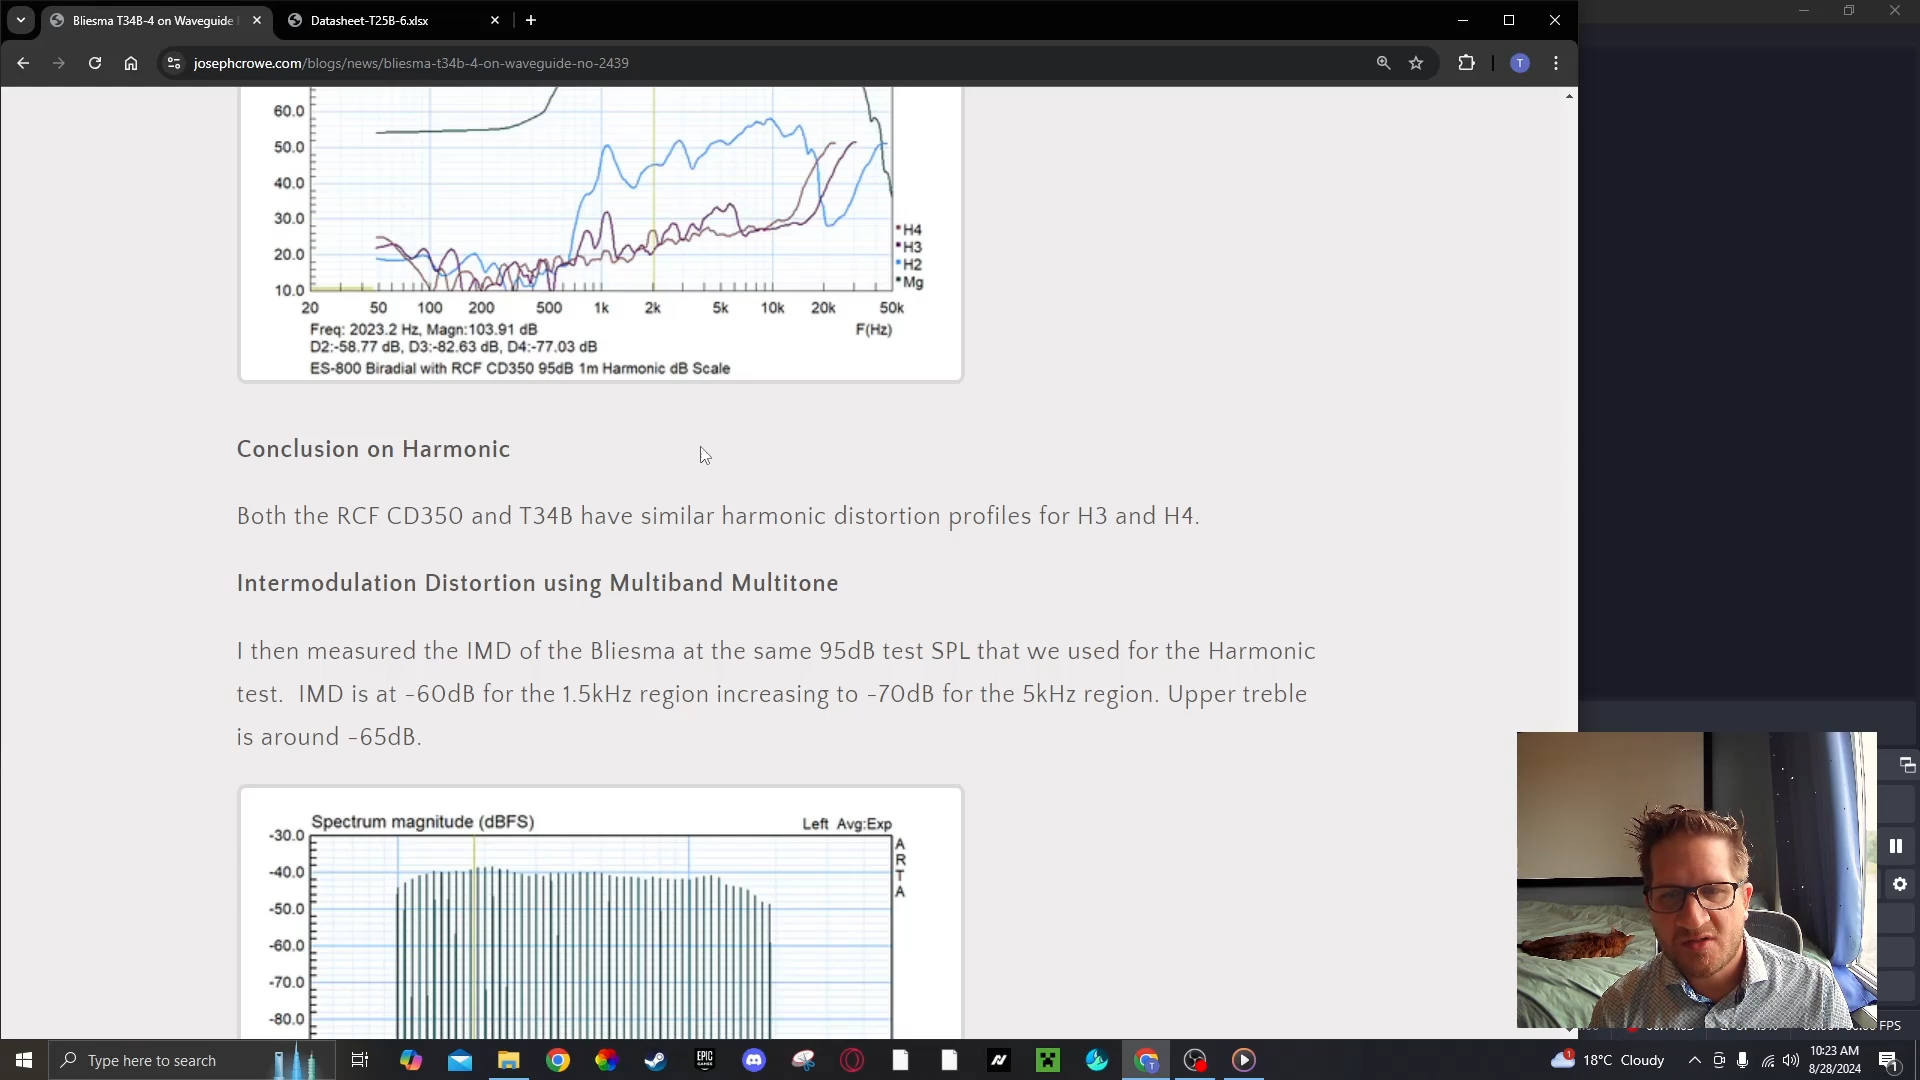 Bliesma T34B-4 on Waveguide
Datasheet-T25B-6.xlsx
josephcrowe.com/blogs/news/bliesma-t34b-4-on-waveguide-no-2439
T
60.0
50.0
40.0
30.0
20.0
10.0
H4
H3
H2
Mg
20 50 100 200 500 1k 2k 5k 10k 20k 50k
Freq: 2023.2 Hz, Magn:103.91 dB F(Hz)
D2:-58.77 dB, D3:-82.63 dB, D4:-77.03 dB
ES-800 Biradial with RCF CD350 95dB 1m Harmonic dB Scale
Conclusion on Harmonic
Both the RCF CD350 and T34B have similar harmonic distortion profiles for H3 and H4.
Intermodulation Distortion using Multiband Multitone
I then measured the IMD of the Bliesma at the same 95dB test SPL that we used for the Harmonic
test. IMD is at -60dB for the 1.5kHz region increasing to -70dB for the 5kHz region. Upper treble
is around -65dB.
Spectrum magnitude (dBFS) Left Avg:Exp
-30.0
-40.0
-50.0
-60.0
-70.0
-80.0
A
R
T
A
FPS
Type here to search
EPIC
GAMES
T
1
18°C Cloudy
10:23 AM
8/28/2024
1